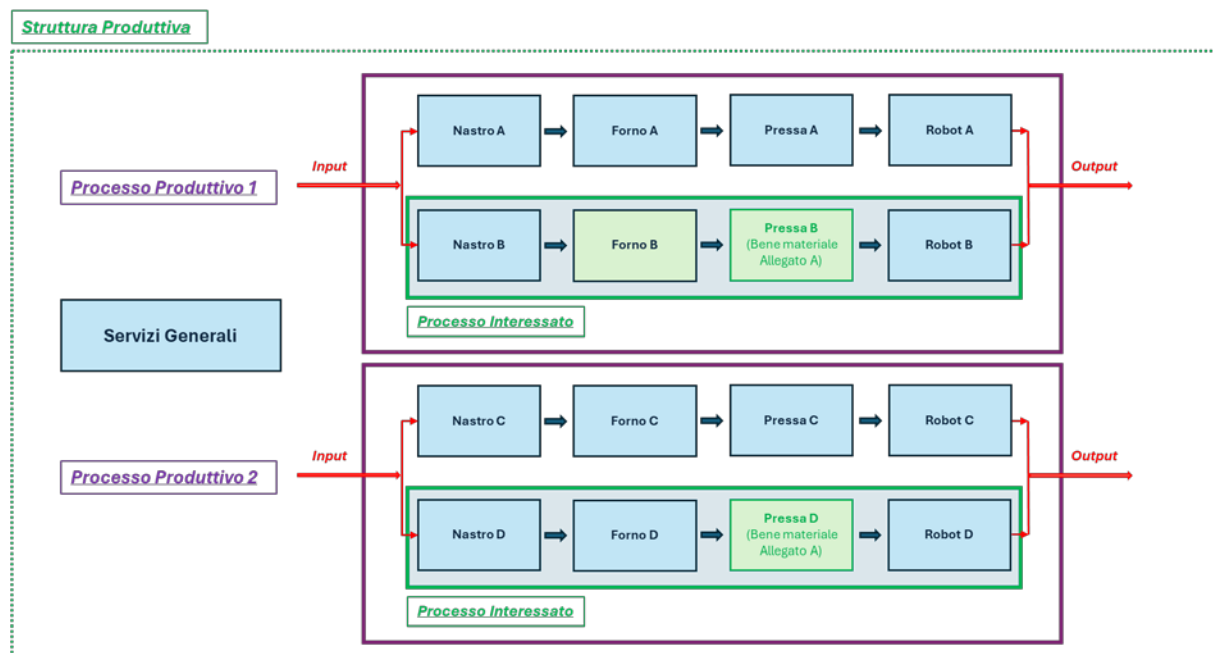 Struttura Produttiva
Nastro A
Forno A
Pressa A
Robot A
Input
Output
Processo Produttivo 1
Nastro B
Forno B
Pressa B
(Bene materiale
Allegato A)
Robot B
Processo Interessato
Servizi Generali
Nastro C
Forno C
Pressa C
Robot C
Input
Output
Processo Produttivo 2
Nastro D
Forno D
Pressa D
(Bene materiale
Allegato A)
Robot D
Processo Interessato